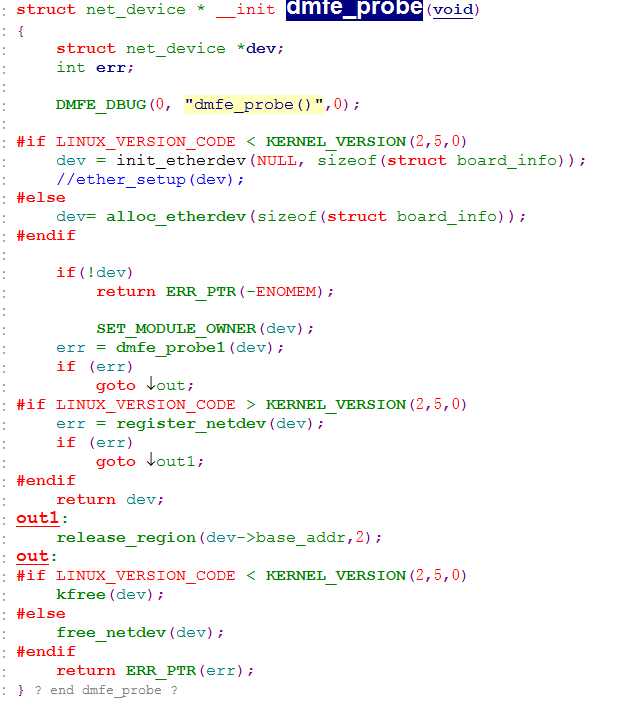 struct net_device * __init dmfe_probe(void)
{
    struct net_device *dev;
    int err;

    DMFE_DBUG(0, "dmfe_probe()",0);

#if LINUX_VERSION_CODE < KERNEL_VERSION(2,5,0)
    dev = init_etherdev(NULL, sizeof(struct board_info));
    //ether_setup(dev);
#else
    dev= alloc_etherdev(sizeof(struct board_info));
#endif

    if(!dev)
        return ERR_PTR(-ENOMEM);

        SET_MODULE_OWNER(dev);
    err = dmfe_probe1(dev);
    if (err)
        goto ↓out;
#if LINUX_VERSION_CODE > KERNEL_VERSION(2,5,0)
    err = register_netdev(dev);
    if (err)
        goto ↓out1;
#endif
    return dev;
out1:
    release_region(dev->base_addr,2);
out:
#if LINUX_VERSION_CODE < KERNEL_VERSION(2,5,0)
    kfree(dev);
#else
    free_netdev(dev);
#endif
    return ERR_PTR(err);
} ? end dmfe_probe ?